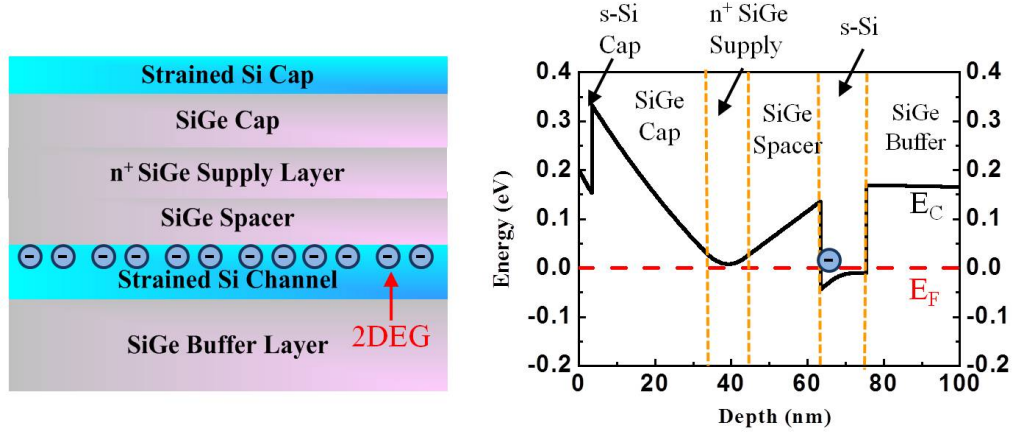 Strained Si Cap
SiGe Cap
n⁺ SiGe Supply Layer
SiGe Spacer
- - - - - - - - - - - -
Strained Si Channel
2DEG
SiGe Buffer Layer
s-Si
Cap
n⁺ SiGe
Supply
s-Si
0.4
0.3
0.2
0.1
0.0
-0.1
-0.2
Energy (eV)
SiGe
Cap
SiGe
Spacer
SiGe
Buffer
-
E_C
E_F
0.4
0.3
0.2
0.1
0.0
-0.1
-0.2
0
20
40
60
80
100
Depth (nm)